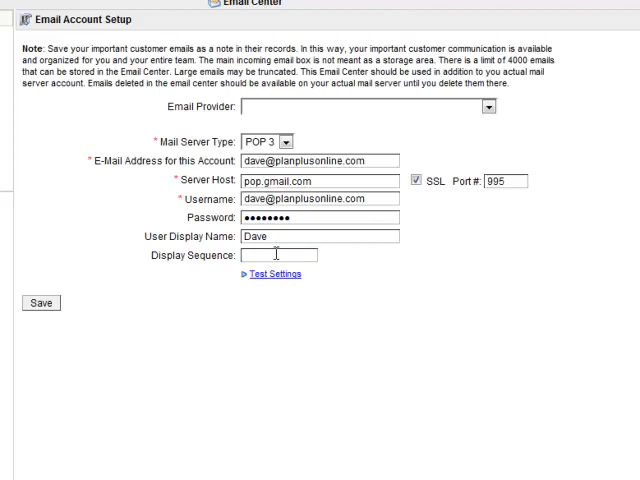 Email Center
Email Account Setup
Note: Save your important customer emails as a note in their records. In this way, your important customer communication is available
and organized for you and your entire team. The main incoming email box is not meant as a storage area. There is a limit of 4000 emails
that can be stored in the Email Center. Large emails may be truncated. This Email Center should be used in addition to you actual mail
server account. Emails deleted in the email center should be available on your actual mail server until you delete them there.
Email Provider:
* Mail Server Type: POP 3
* E-Mail Address for this Account: dave@planplusonline.com
* Server Host: pop.gmail.com SSL Port #: 995
* Username: dave@planplusonline.com
Password: ●●●●●●●●
User Display Name: Dave
Display Sequence:
Test Settings
Save